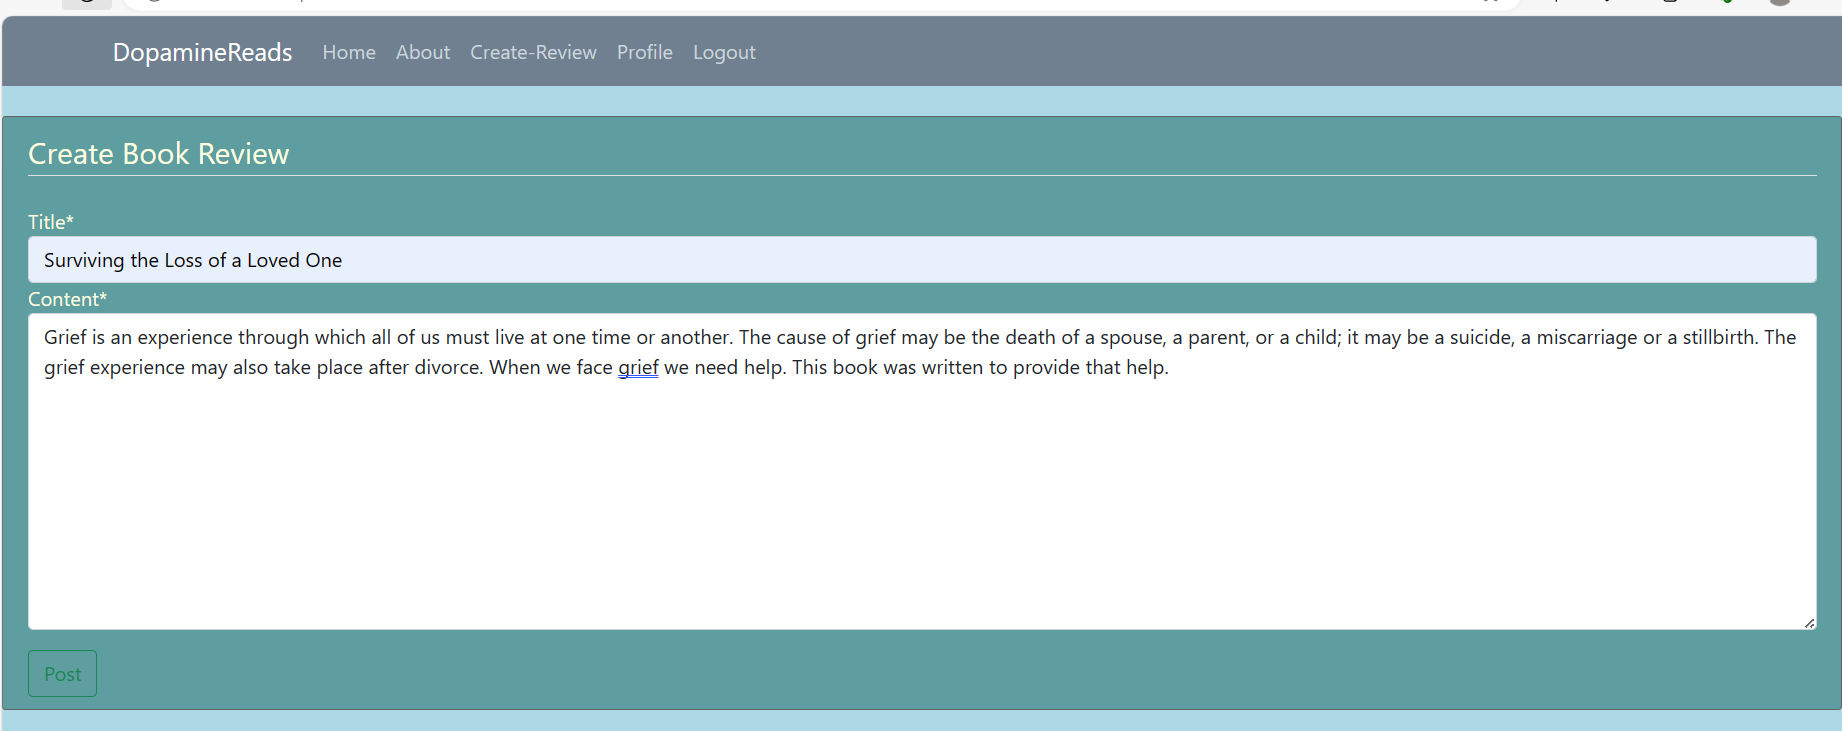 DopamineReads Home About Create-Review Profile Logout
Create Book Review
Title*
Surviving the Loss of a Loved One
Content*
Grief is an experience through which all of us must live at one time or another. The cause of grief may be the death of a spouse, a parent, or a child; it may be a suicide, a miscarriage or a stillbirth. The
grief experience may also take place after divorce. When we face grief we need help. This book was written to provide that help.
Post